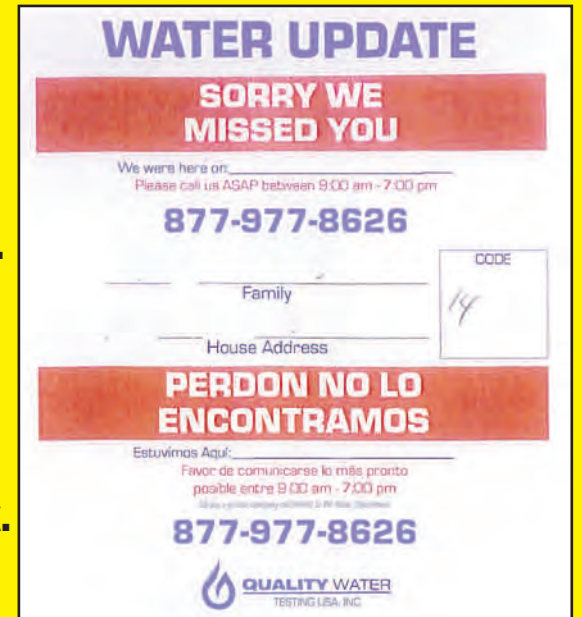 WATER UPDATE
SORRY WE
MISSED YOU
We were here on:
Please call us ASAP between 9:00 am - 7:00 pm
877-977-8626
CODE
14
Family
House Address
PERDON NO LO
ENCONTRAMOS
Estuvimos Aquí:
Favor de comunicarse lo más pronto
posible entre 9:00 am - 7:00 pm
877-977-8626
QUALITY WATER
TESTING USA, INC